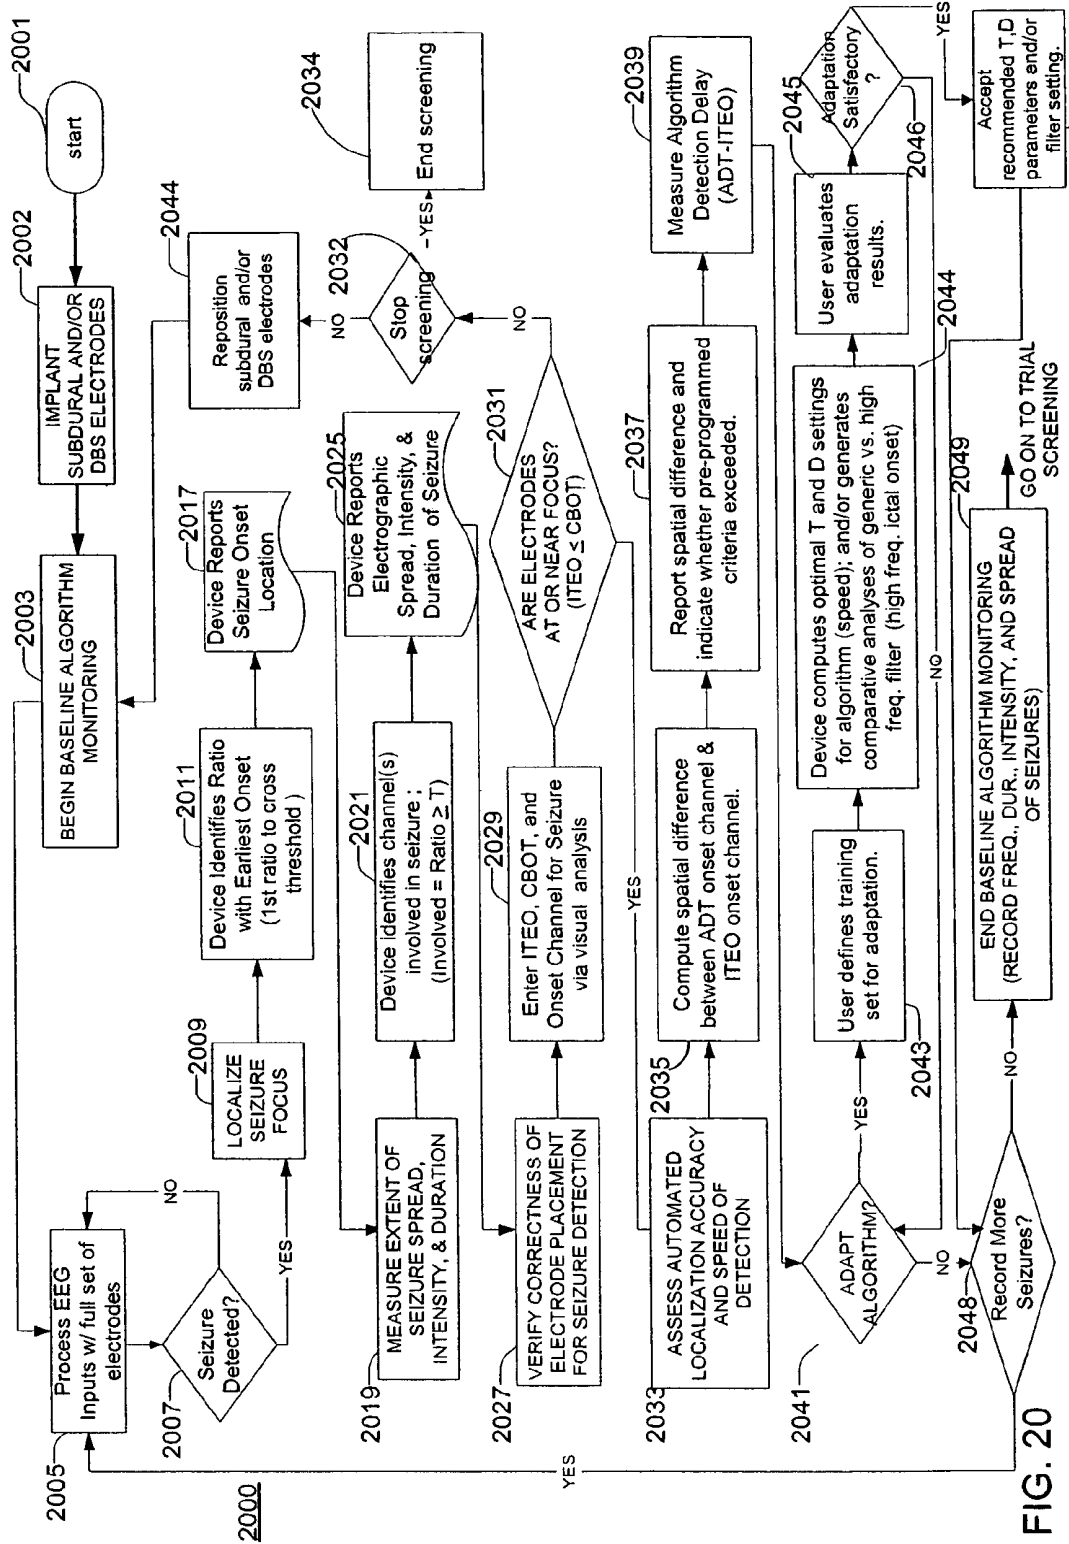 2000
start
2001
IMPLANT
SUBDURAL AND/OR
DBS ELECTRODES
2002
BEGIN BASELINE ALGORITHM
MONITORING
2003
Process EEG
Inputs w/ full set of
electrodes
2005
Seizure
Detected?
2007
NO
YES
LOCALIZE
SEIZURE
FOCUS
2009
Device Identifies Ratio
with Earliest Onset
(1st ratio to cross
threshold )
2011
Device Reports
Seizure Onset
Location
2017
MEASURE EXTENT OF
SEIZURE SPREAD,
INTENSITY, & DURATION
2019
Device identifies channel(s)
involved in seizure ;
(Involved = Ratio ≥ T)
2021
Device Reports
Electrographic
Spread, Intensity, &
Duration of Seizure
2025
VERIFY CORRECTNESS OF
ELECTRODE PLACEMENT
FOR SEIZURE DETECTION
2027
Enter ITEO, CBOT, and
Onset Channel for Seizure
via visual analysis
2029
ARE ELECTRODES
AT OR NEAR FOCUS?
(ITEO ≤ CBOT)
2031
NO
YES
Stop
screening
2032
NO
YES
Reposition
subdural and/or
DBS electrodes
2044
End screening
2034
ASSESS AUTOMATED
LOCALIZATION ACCURACY
AND SPEED OF
DETECTION
2033
Compute spatial difference
between ADT onset channel &
ITEO onset channel.
2035
Report spatial difference and
indicate whether pre-programmed
criteria exceeded.
2037
Measure Algorithm
Detection Delay
(ADT-ITEO)
2039
ADAPT
ALGORITHM?
2041
YES
NO
User defines training
set for adaptation.
2043
Device computes optimal T and D settings
for algorithm (speed); and/or generates
comparative analyses of generic vs. high
freq. filter (high freq. ictal onset)
2044
User evaluates
adaptation
results.
2045
Adaptation
Satisfactory
?
2046
YES
NO
Accept
recommended T,D
parameters and/or
filter setting.
Record More
Seizures?
2048
YES
NO
END BASELINE ALGORITHM MONITORING
(RECORD FREQ., DUR., INTENSITY, AND SPREAD
OF SEIZURES)
2049
GO ON TO TRIAL
SCREENING
FIG. 20